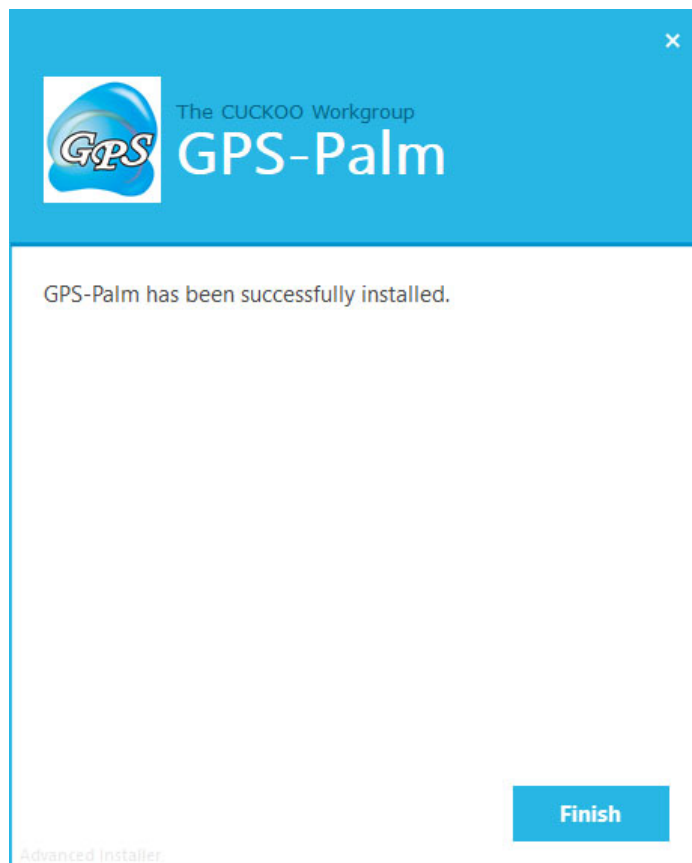 The CUCKOO Workgroup
GPS
GPS-Palm
GPS-Palm has been successfully installed.
Finish
Advanced Installer